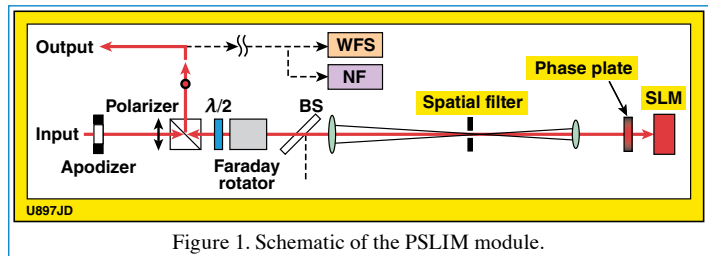 Output
WFS
NF
Phase plate
Polarizer
λ/2
BS
Spatial filter
SLM
Input
Apodizer
Faraday
rotator
U897JD
Figure 1. Schematic of the PSLIM module.